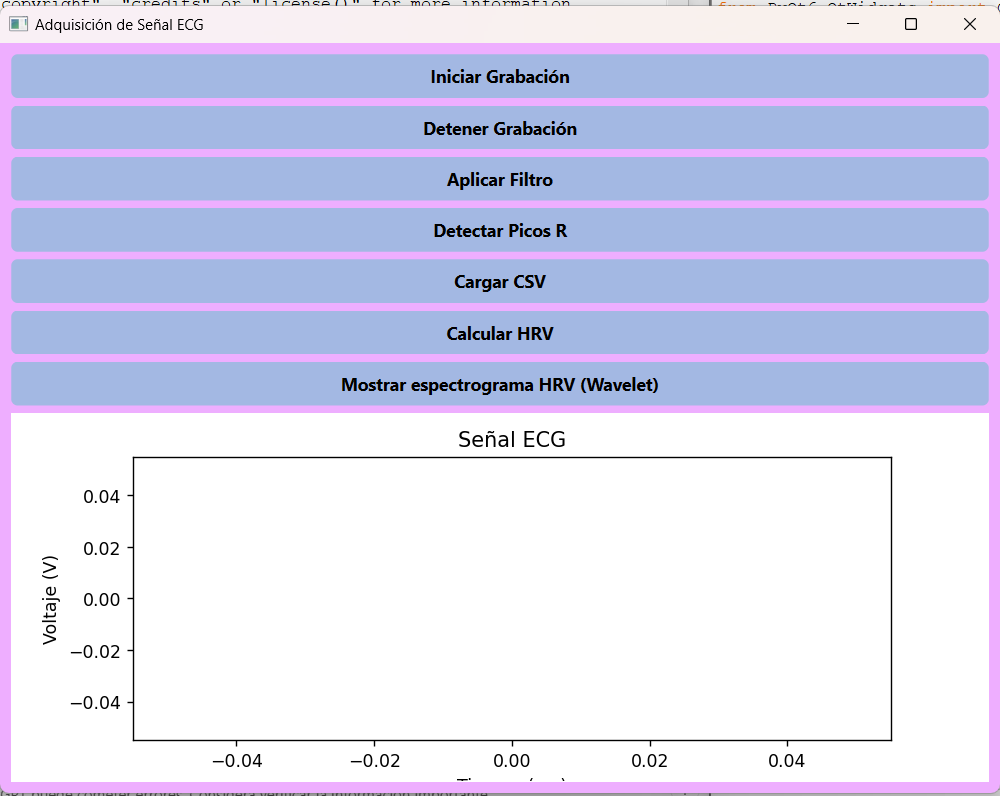 copyright", "credits" or "license()" for more information
Adquisición de Señal ECG
Iniciar Grabación
Detener Grabación
Aplicar Filtro
Detectar Picos R
Cargar CSV
Calcular HRV
Mostrar espectrograma HRV (Wavelet)
Señal ECG
Voltaje (V)
0.04
0.02
0.00
−0.02
−0.04
−0.04
−0.02
0.00
0.02
0.04